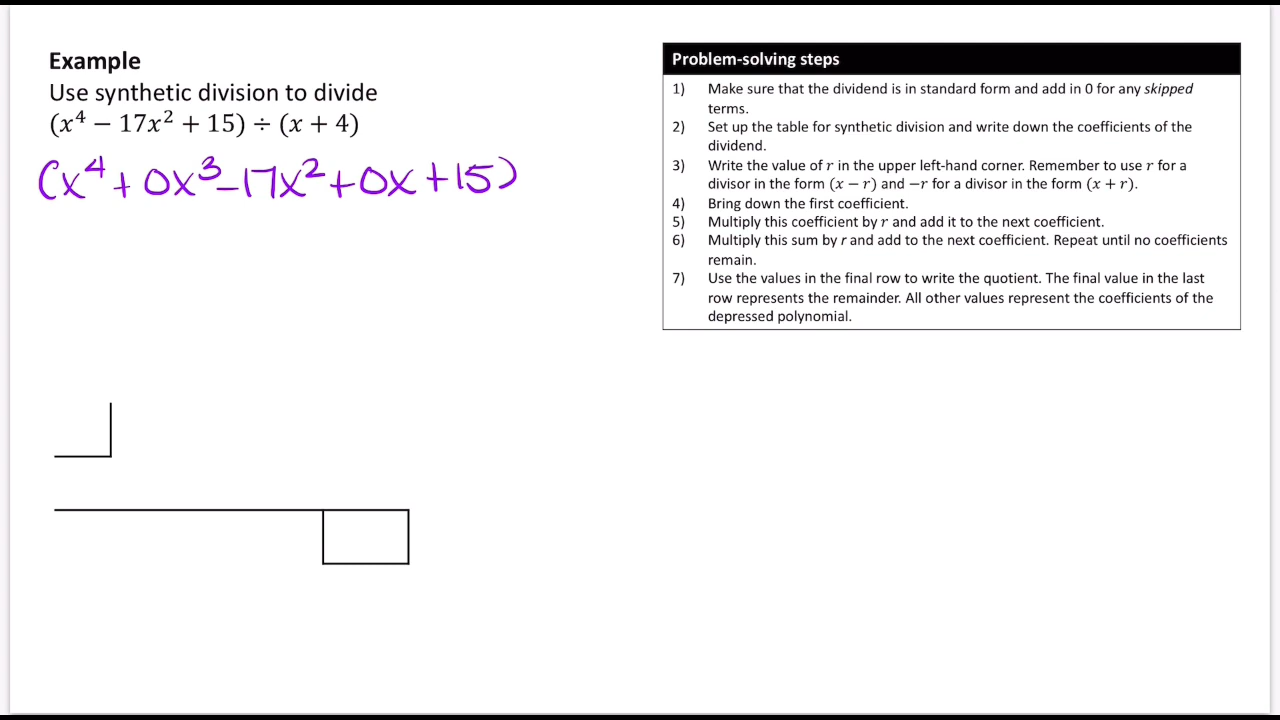 Example
Use synthetic division to divide
(x⁴ − 17x² + 15) ÷ (x + 4)
(x⁴ + 0x³ - 17x² + 0x + 15)
Problem-solving steps
1) Make sure that the dividend is in standard form and add in 0 for any skipped
terms.
2) Set up the table for synthetic division and write down the coefficients of the
dividend.
3) Write the value of r in the upper left-hand corner. Remember to use r for a
divisor in the form (x − r) and −r for a divisor in the form (x + r).
4) Bring down the first coefficient.
5) Multiply this coefficient by r and add it to the next coefficient.
6) Multiply this sum by r and add to the next coefficient. Repeat until no coefficients
remain.
7) Use the values in the final row to write the quotient. The final value in the last
row represents the remainder. All other values represent the coefficients of the
depressed polynomial.